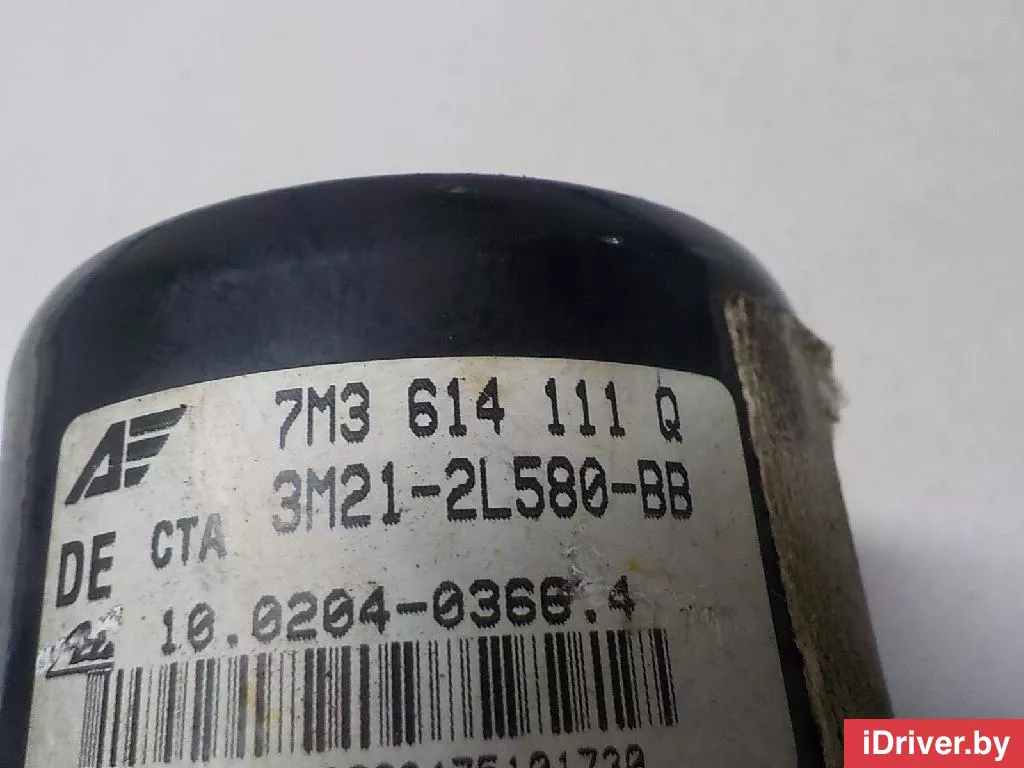 7M3 614 111 Q
3M21-2L580-BB
DE CTA
10.0204-0366.4
iDriver.by